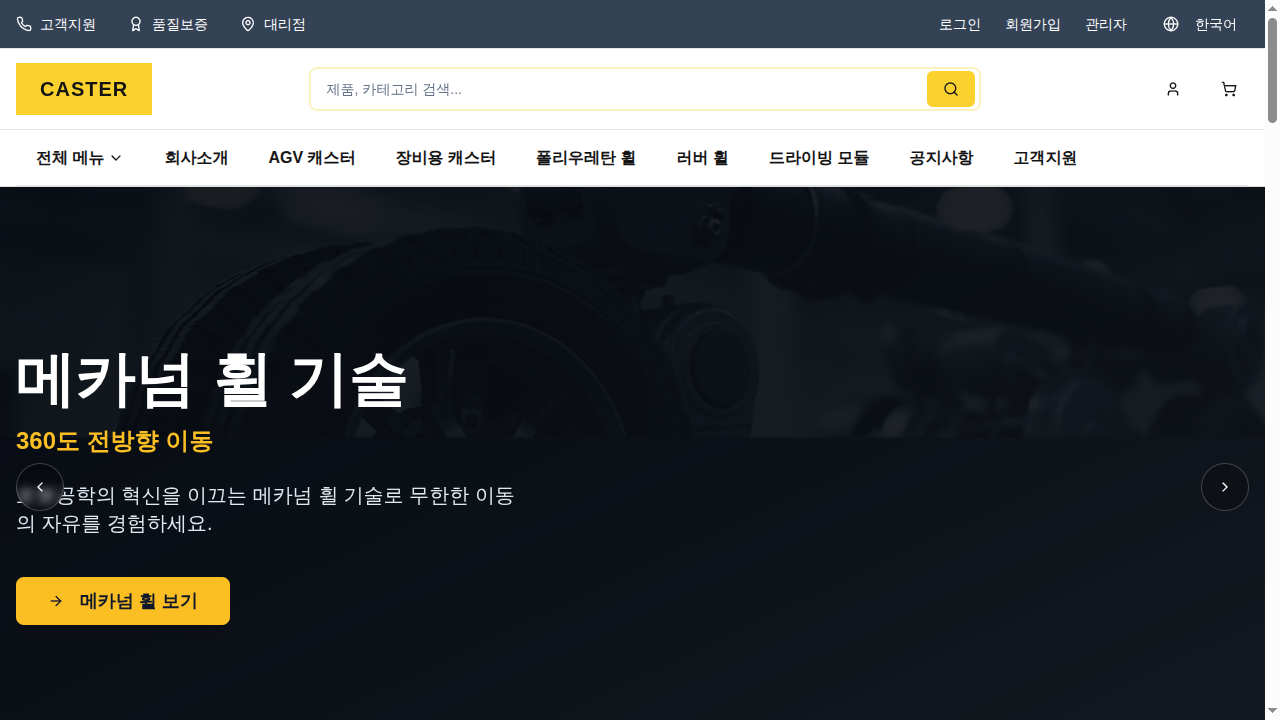 고객지원 품질보증 대리점 로그인 회원가입 관리자 한국어
CASTER 제품, 카테고리 검색...
전체 메뉴 회사소개 AGV 캐스터 장비용 캐스터 폴리우레탄 휠 러버 휠 드라이빙 모듈 공지사항 고객지원
메카넘 휠 기술
360도 전방향 이동
공학의 혁신을 이끄는 메카넘 휠 기술로 무한한 이동
의 자유를 경험하세요.
메카넘 휠 보기